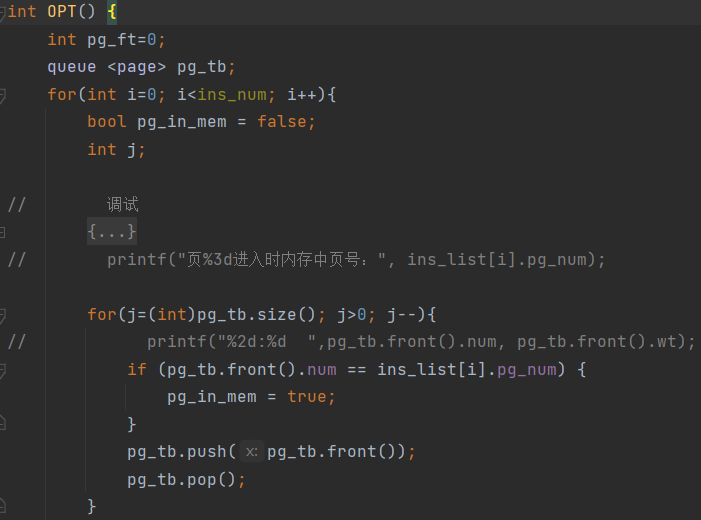 int OPT() {
    int pg_ft=0;
    queue <page> pg_tb;
    for(int i=0; i<ins_num; i++){
        bool pg_in_mem = false;
        int j;
//        调试
        {...}
//        printf("页%3d进入时内存中页号：", ins_list[i].pg_num);
        for(j=(int)pg_tb.size(); j>0; j--){
//            printf("%2d:%d  ",pg_tb.front().num, pg_tb.front().wt);
            if (pg_tb.front().num == ins_list[i].pg_num) {
                pg_in_mem = true;
            }
            pg_tb.push( x: pg_tb.front());
            pg_tb.pop();
        }